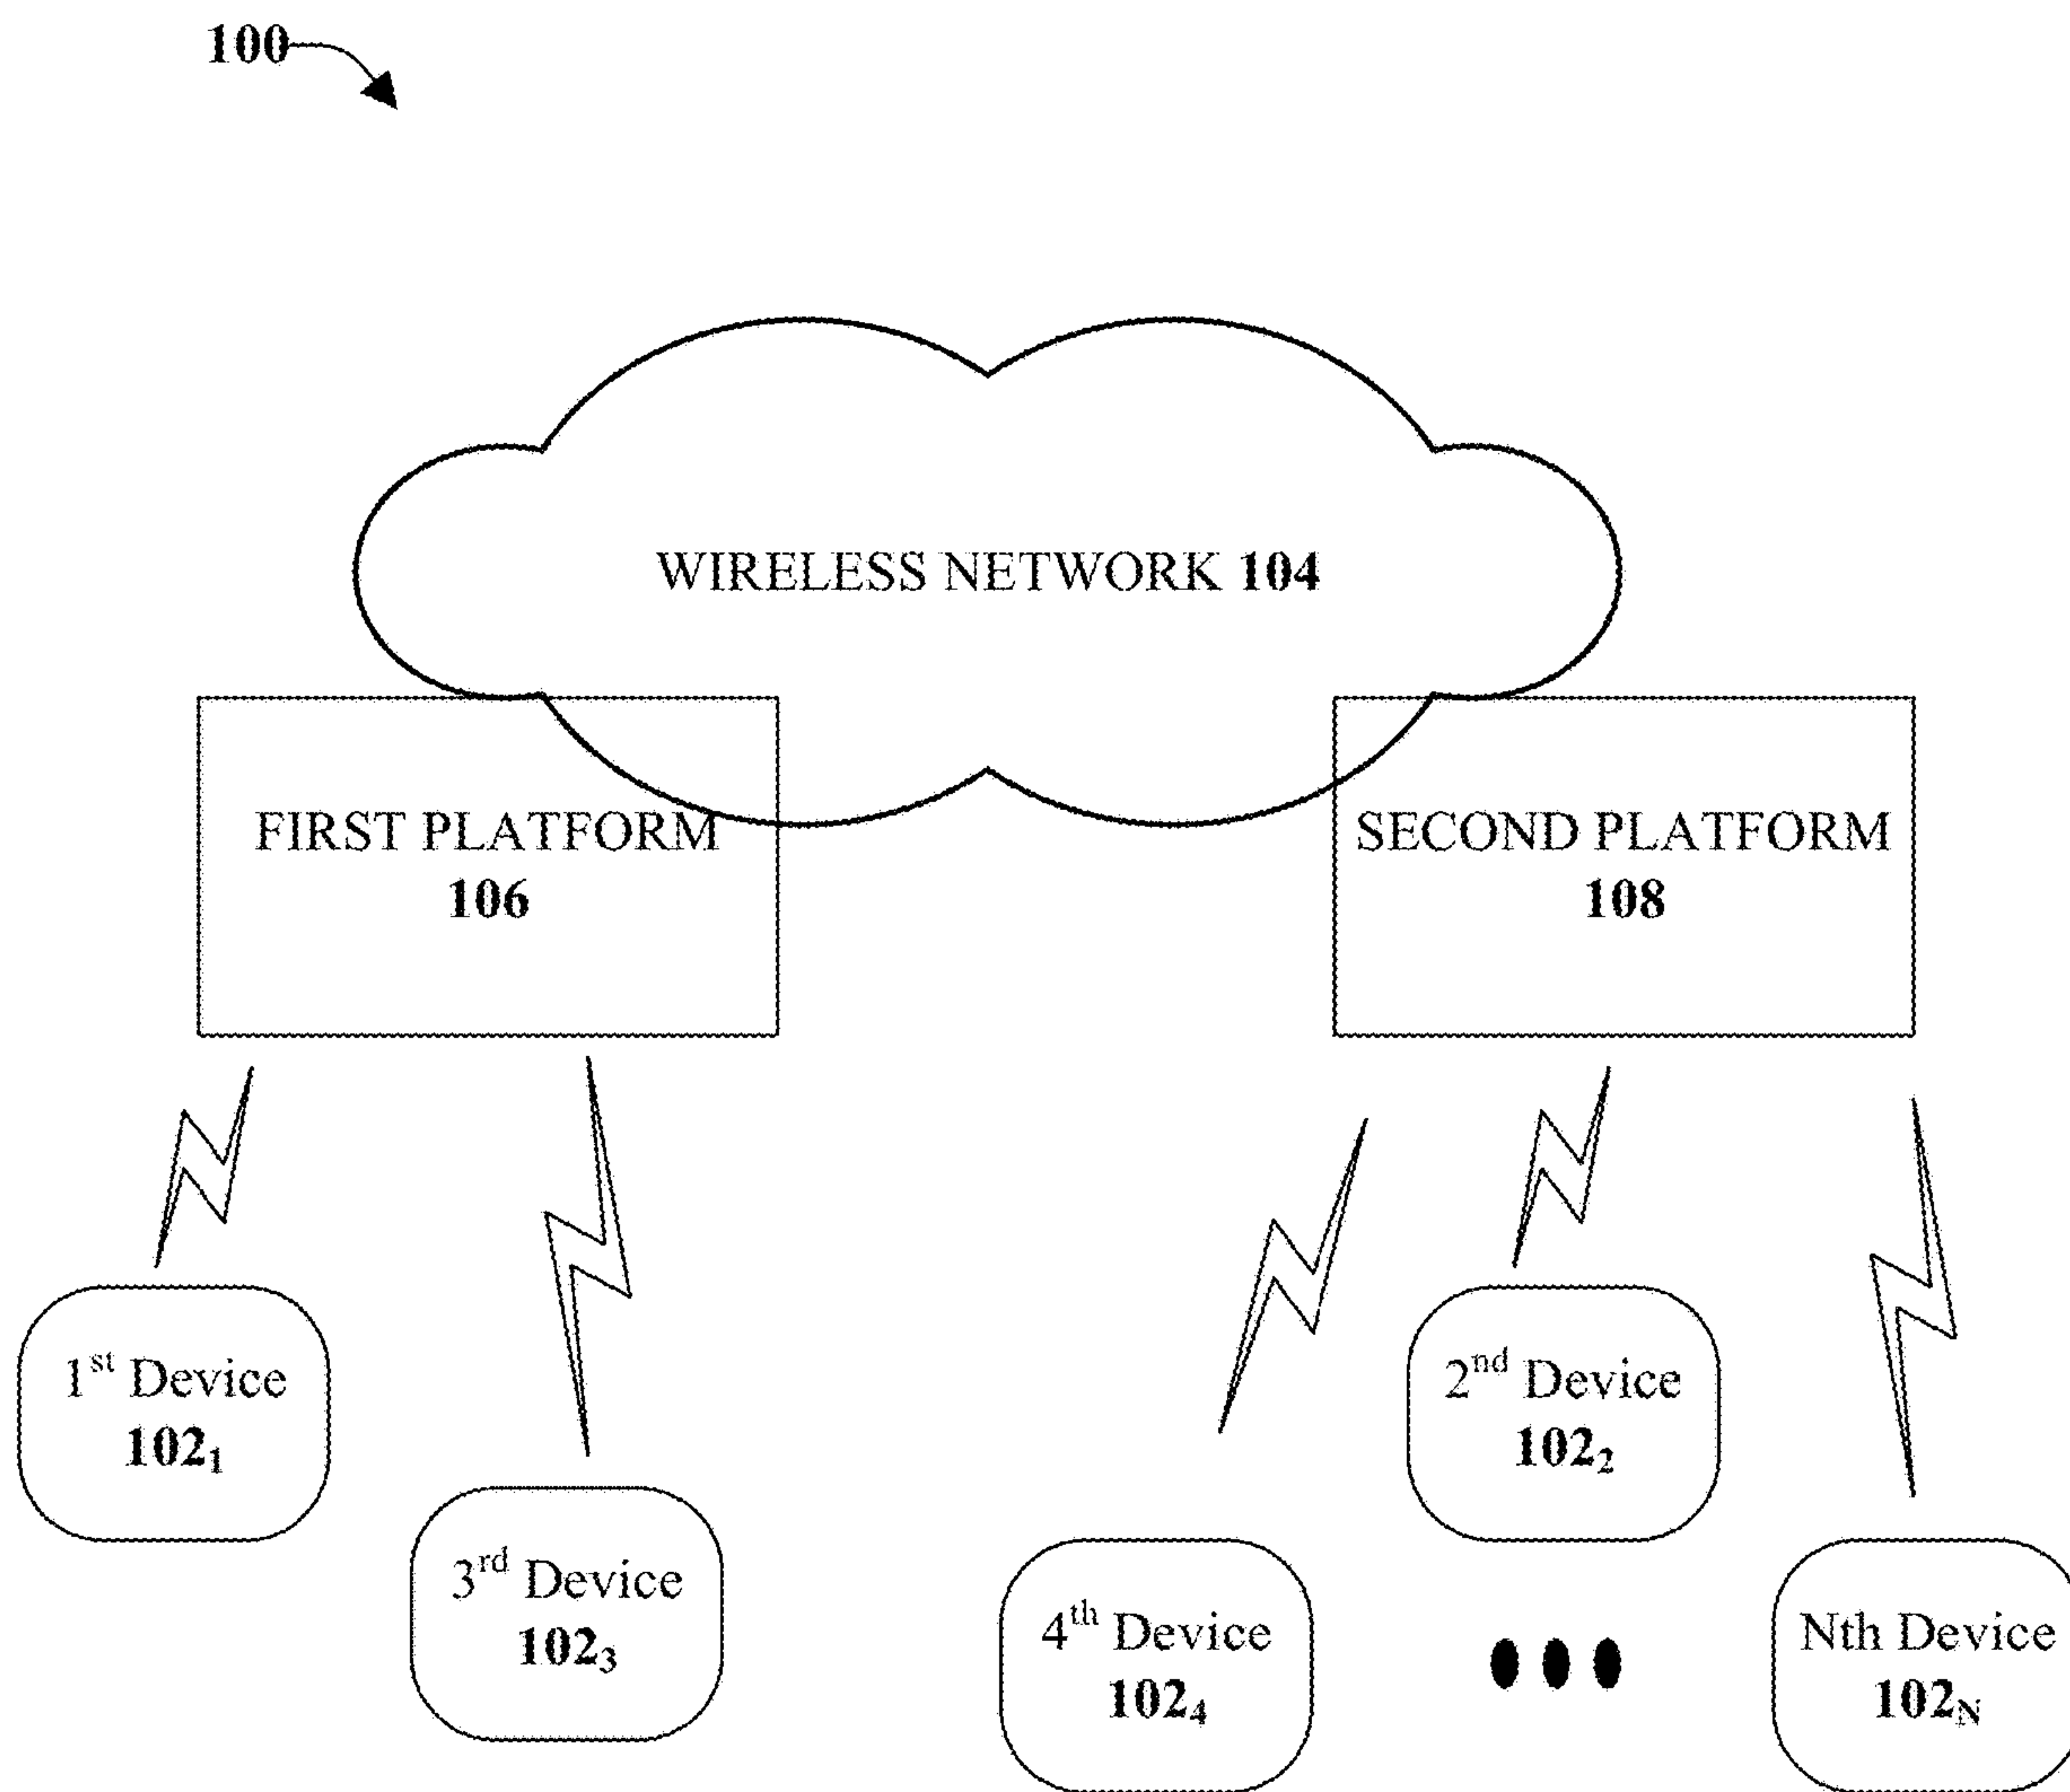 100
WIRELESS NETWORK 104
FIRST PLATFORM
106
SECOND PLATFORM
108
1st Device
102₁
2nd Device
102₂
3rd Device
102₃
4th Device
102₄
Nth Device
102N